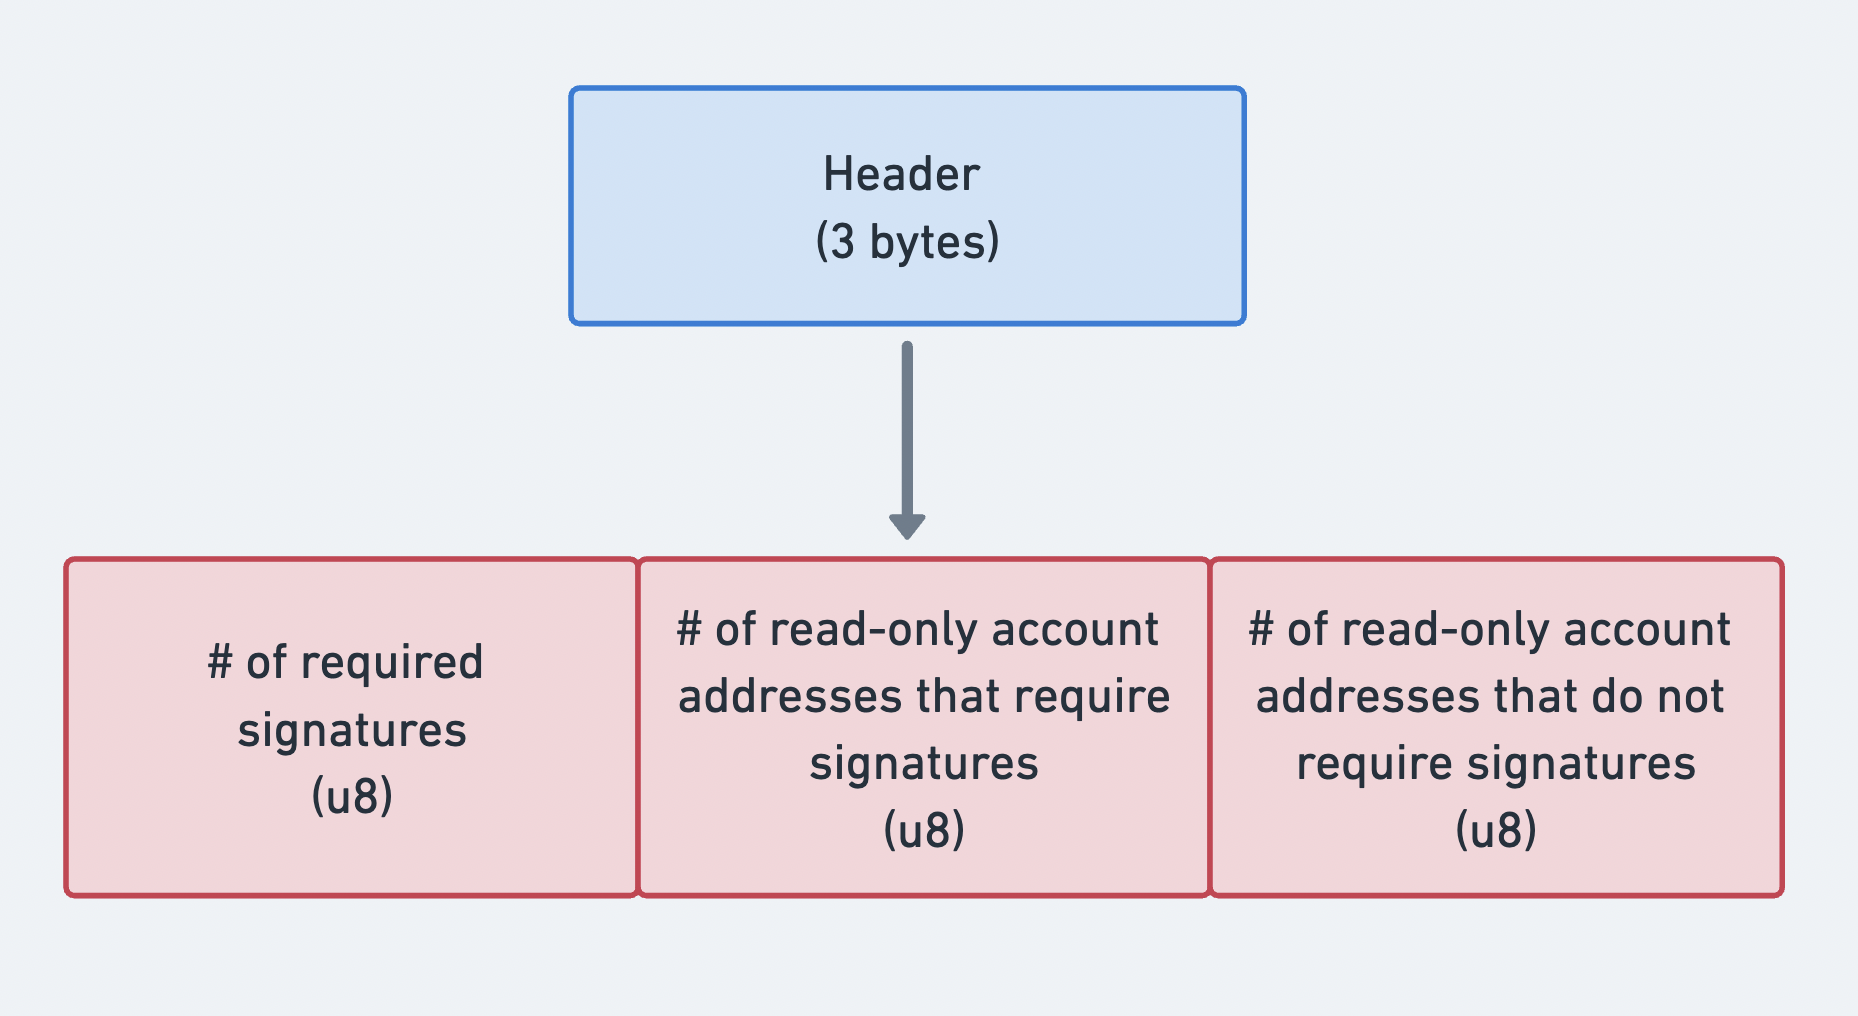 Header
(3 bytes)
# of required
signatures
(u8)
# of read-only account
addresses that require
signatures
(u8)
# of read-only account
addresses that do not
require signatures
(u8)